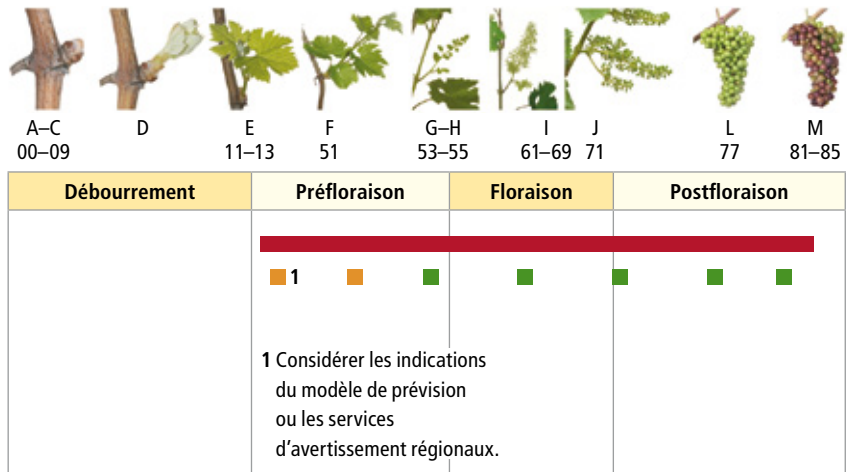 A–C D E F G–H I J L M
00–09 11–13 51 53–55 61–69 71 77 81–85
Débourrement Préfloraison Floraison Postfloraison
1
1 Considérer les indications
du modèle de prévision
ou les services
d'avertissement régionaux.